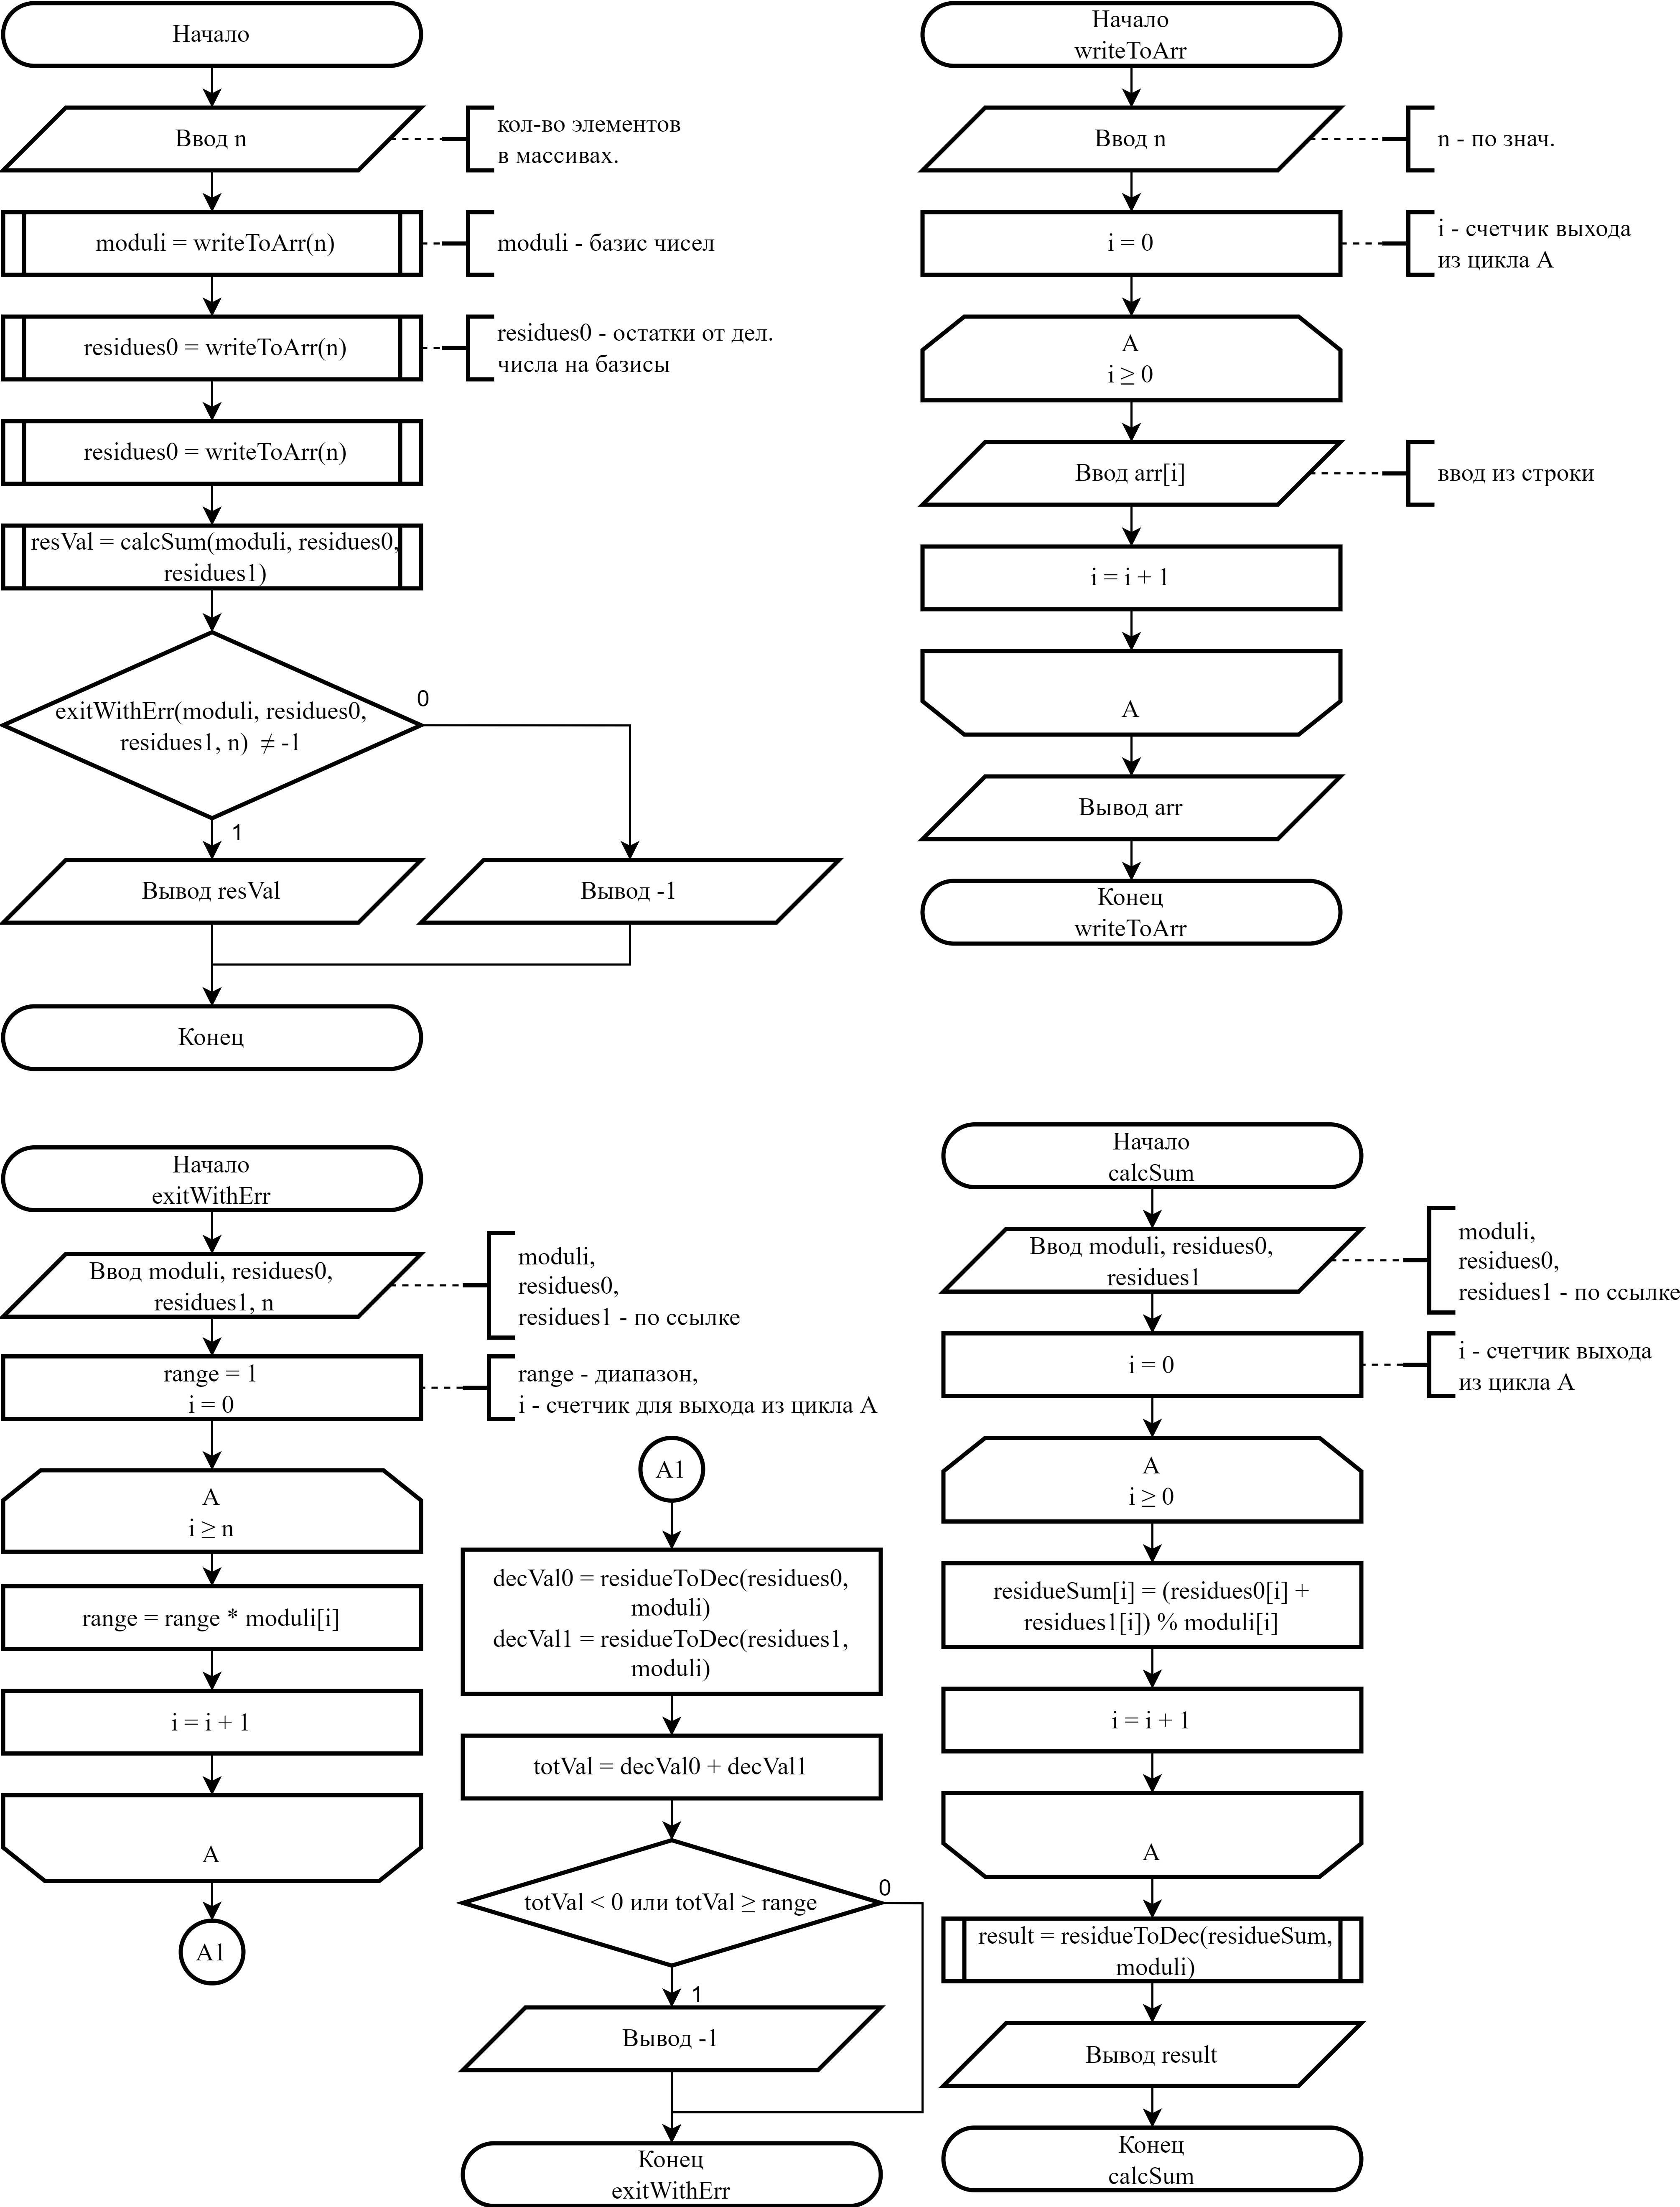 Начало
Ввод n
кол-во элементов
в массивах.
moduli = writeToArr(n)
moduli - базис чисел
residues0 = writeToArr(n)
residues0 - остатки от дел.
числа на базисы
residues0 = writeToArr(n)
resVal = calcSum(moduli, residues0,
residues1)
exitWithErr(moduli, residues0,
residues1, n) ≠ -1
0
1
Вывод resVal
Вывод -1
Конец
Начало
writeToArr
Ввод n
n - по знач.
i = 0
i - счетчик выхода
из цикла A
A
i ≥ 0
Ввод arr[i]
ввод из строки
i = i + 1
A
Вывод arr
Конец
writeToArr
Начало
exitWithErr
Ввод moduli, residues0,
residues1, n
moduli,
residues0,
residues1 - по ссылке
range = 1
i = 0
range - диапазон,
i - счетчик для выхода из цикла A
A
i ≥ n
range = range * moduli[i]
i = i + 1
A
A1
A1
decVal0 = residueToDec(residues0,
moduli)
decVal1 = residueToDec(residues1,
moduli)
totVal = decVal0 + decVal1
totVal < 0 или totVal ≥ range
0
1
Вывод -1
Конец
exitWithErr
Начало
calcSum
Ввод moduli, residues0,
residues1
moduli,
residues0,
residues1 - по ссылке
i = 0
i - счетчик выхода
из цикла A
A
i ≥ 0
residueSum[i] = (residues0[i] +
residues1[i]) % moduli[i]
i = i + 1
A
result = residueToDec(residueSum,
moduli)
Вывод result
Конец
calcSum